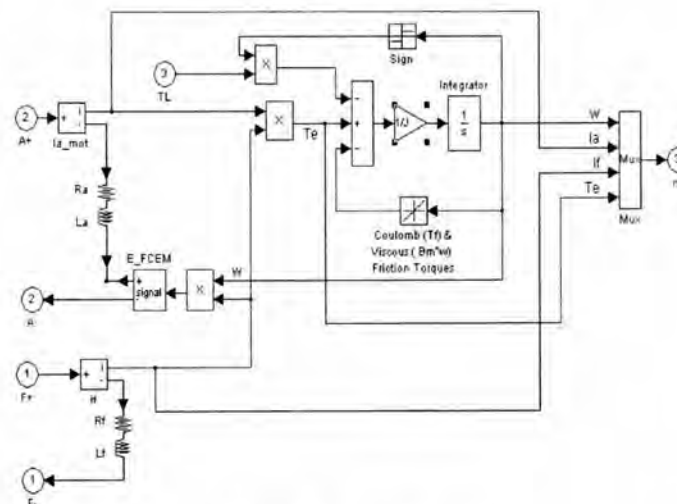 Sign
Integrator
3
TL
X
X
-
+
-
1/J
1
s
W
Ia
If
Te
Mux
Mux
2
A+
+
i
-
Ia_mot
Te
Ra
La
Coulomb (Tf) &
Viscous ( Bm*w)
Friction Torques
E_FCEM
+
signal
X
W
2
1
F+
+
i
-
If
Rf
Lf
1